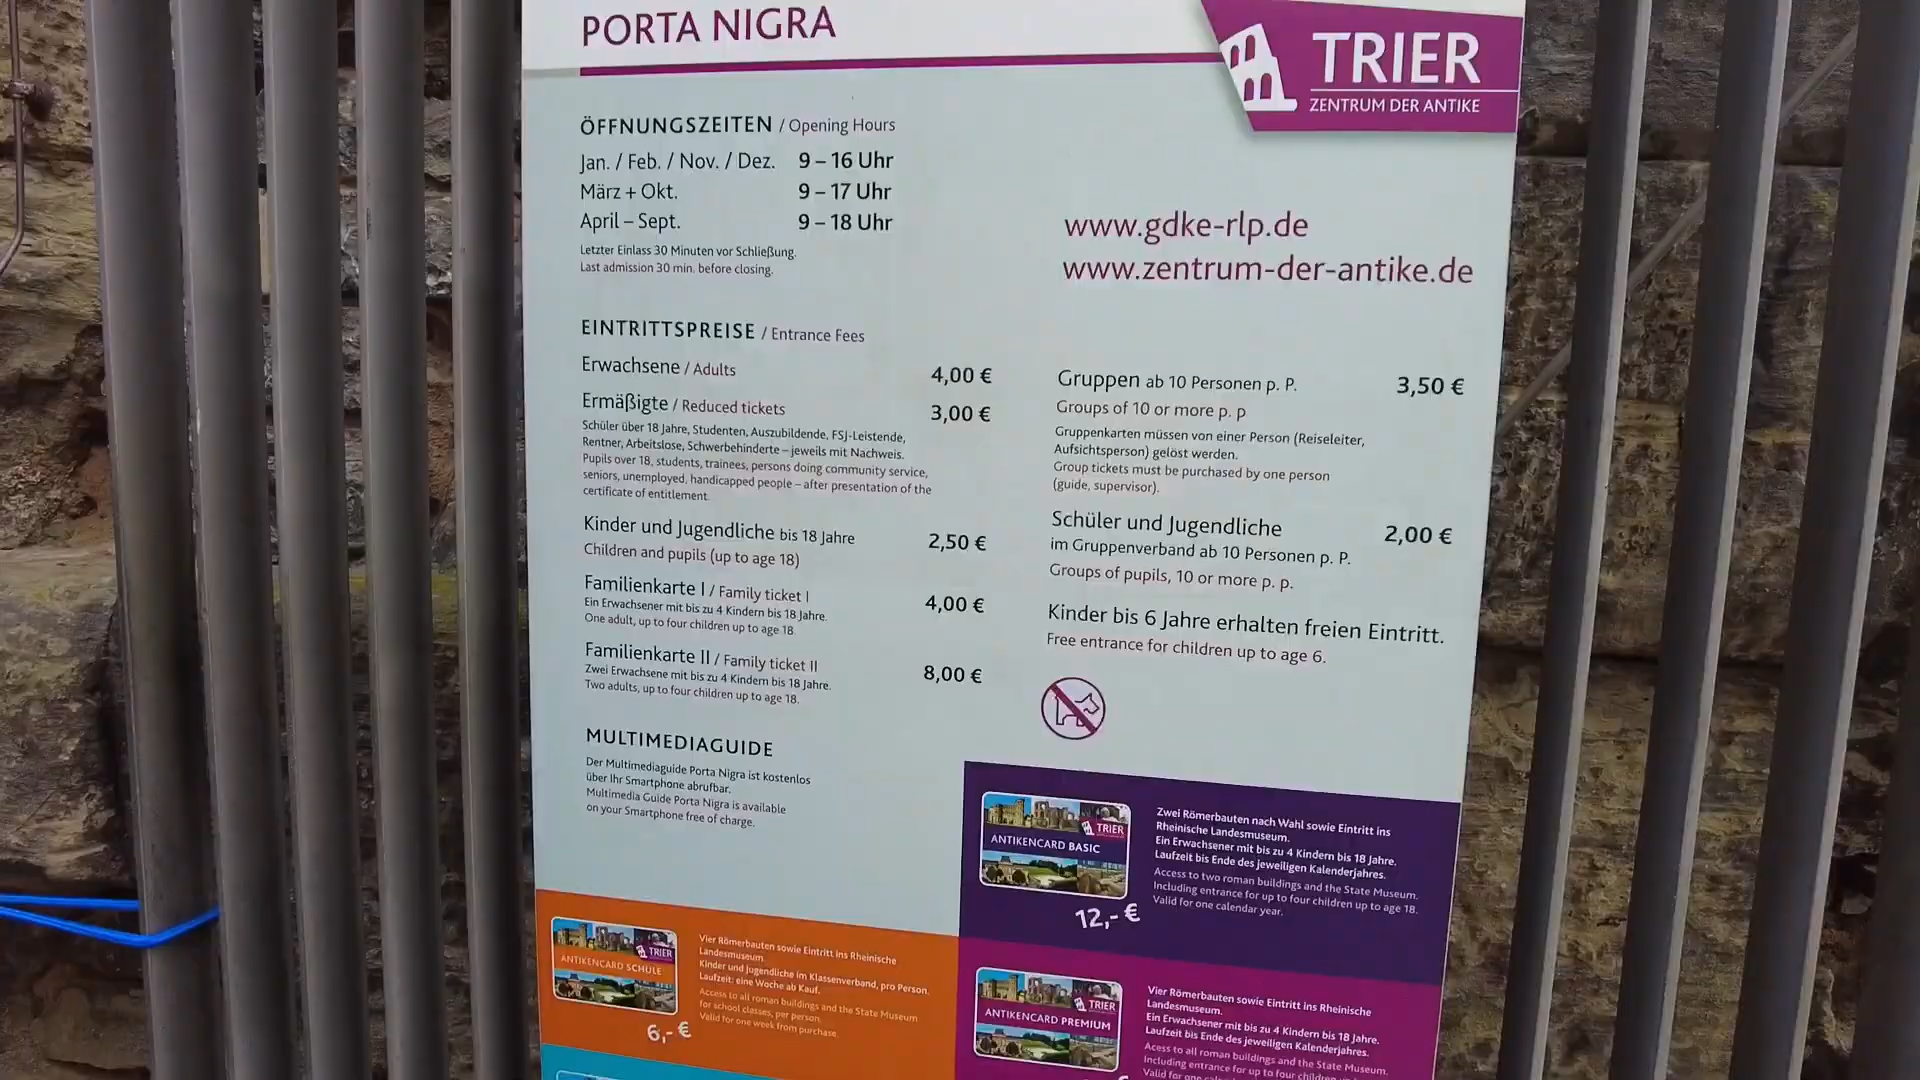 PORTA NIGRA
TRIER
ZENTRUM DER ANTIKE
ÖFFNUNGSZEITEN / Opening Hours
Jan. / Feb. / Nov. / Dez. 9 – 16 Uhr
März + Okt. 9 – 17 Uhr
April – Sept. 9 – 18 Uhr
Letzter Einlass 30 Minuten vor Schließung.
Last admission 30 min. before closing.
www.gdke-rlp.de
www.zentrum-der-antike.de
EINTRITTSPREISE / Entrance Fees
Erwachsene / Adults 4,00 €
Ermäßigte / Reduced tickets 3,00 €
Schüler über 18 Jahre, Studenten, Auszubildende, FSJ-Leistende,
Rentner, Arbeitslose, Schwerbehinderte – jeweils mit Nachweis.
Pupils over 18, students, trainees, persons doing community service,
seniors, unemployed, handicapped people – after presentation of the
certificate of entitlement.
Kinder und Jugendliche bis 18 Jahre 2,50 €
Children and pupils (up to age 18)
Familienkarte I / Family ticket I 4,00 €
Ein Erwachsener mit bis zu 4 Kindern bis 18 Jahre.
One adult, up to four children up to age 18.
Familienkarte II / Family ticket II 8,00 €
Zwei Erwachsene mit bis zu 4 Kindern bis 18 Jahre.
Two adults, up to four children up to age 18.
Gruppen ab 10 Personen p. P. 3,50 €
Groups of 10 or more p. p
Gruppenkarten müssen von einer Person (Reiseleiter,
Aufsichtsperson) gelöst werden.
Group tickets must be purchased by one person
(guide, supervisor).
Schüler und Jugendliche 2,00 €
im Gruppenverband ab 10 Personen p. P.
Groups of pupils, 10 or more p. p.
Kinder bis 6 Jahre erhalten freien Eintritt.
Free entrance for children up to age 6.
MULTIMEDIAGUIDE
Der Multimediaguide Porta Nigra ist kostenlos
über Ihr Smartphone abrufbar.
Multimedia Guide Porta Nigra is available
on your Smartphone free of charge.
TRIER
ANTIKENCARD BASIC
12,- €
Zwei Römerbauten nach Wahl sowie Eintritt ins
Rheinische Landesmuseum.
Ein Erwachsener mit bis zu 4 Kindern bis 18 Jahre.
Laufzeit bis Ende des jeweiligen Kalenderjahres.
Access to two roman buildings and the State Museum.
Including entrance for up to four children up to age 18.
Valid for one calendar year.
TRIER
ANTIKENCARD SCHULE
6,- €
Vier Römerbauten sowie Eintritt ins Rheinische
Landesmuseum
Kinder und Jugendliche im Klassenverband, pro Person.
Laufzeit: eine Woche ab Kauf.
Access to all roman buildings and the State Museum
for school classes, per person.
Valid for one week from purchase.
TRIER
ANTIKENCARD PREMIUM
Vier Römerbauten sowie Eintritt ins Rheinische
Landesmuseum.
Ein Erwachsener mit bis zu 4 Kindern bis 18 Jahre.
Laufzeit bis Ende des jeweiligen Kalenderjahres.
Acess to all roman buildings and the State Museum.
Including entrance for up to four children
Valid for one